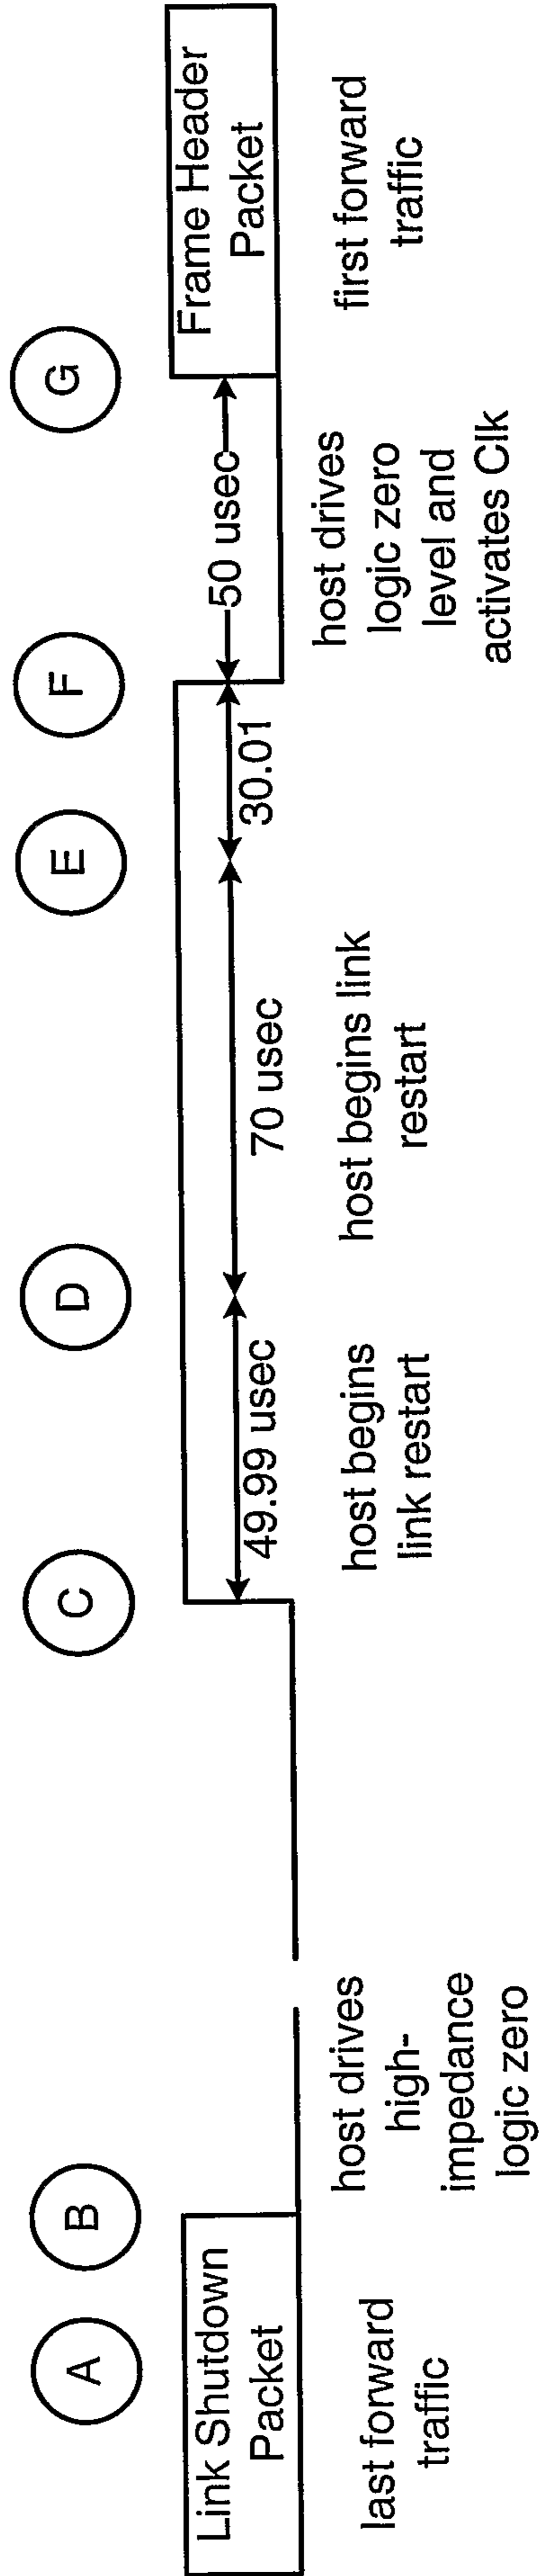 A
B
C
D
E
F
G
Link Shutdown
Packet
49.99 usec
70 usec
30.01
50 usec
Frame Header
Packet
last forward
traffic
host drives
high-
impedance
logic zero
host begins
link restart
host begins link
restart
host drives
logic zero
level and
activates Clk
first forward
traffic